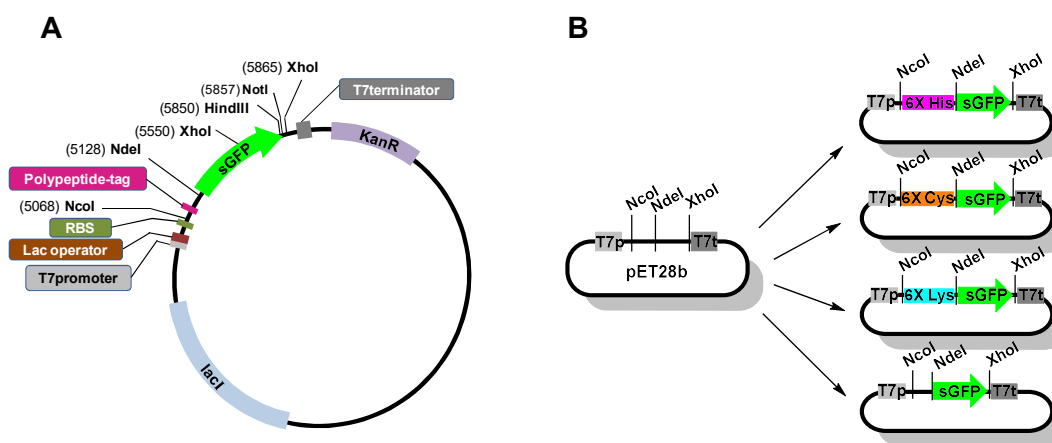 A
(5865) XhoI
(5857) NotI
(5850) HindIII
(5550) XhoI
(5128) NdeI
Polypeptide-tag
(5068) NcoI
RBS
Lac operator
T7promoter
T7terminator
KanR
sGFP
lacI
B
NcoI
NdeI
XhoI
T7p
T7t
pET28b
NcoI
NdeI
XhoI
T7p
6X His
sGFP
T7t
NcoI
NdeI
XhoI
T7p
6X Cys
sGFP
T7t
NcoI
NdeI
XhoI
T7p
6X Lys
sGFP
T7t
NcoI
NdeI
XhoI
T7p
sGFP
T7t